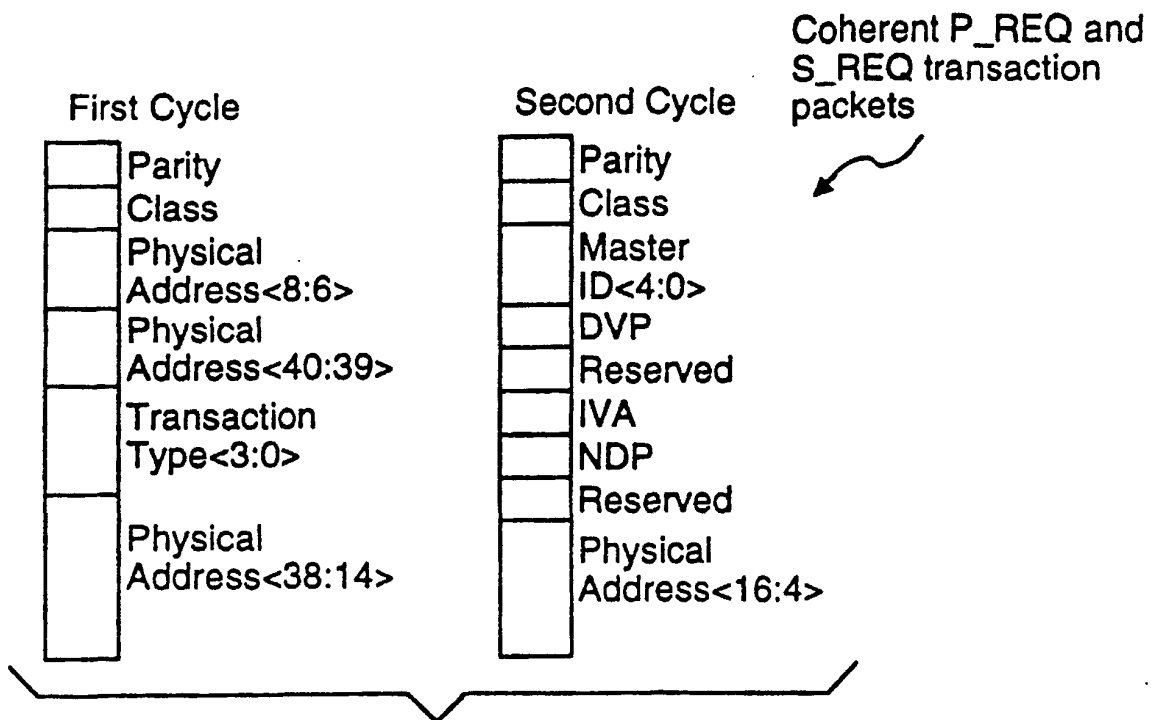 Coherent P_REQ and
S_REQ transaction
packets
First Cycle
Parity
Class
Physical
Address<8:6>
Physical
Address<40:39>
Transaction
Type<3:0>
Physical
Address<38:14>
Second Cycle
Parity
Class
Master
ID<4:0>
DVP
Reserved
IVA
NDP
Reserved
Physical
Address<16:4>